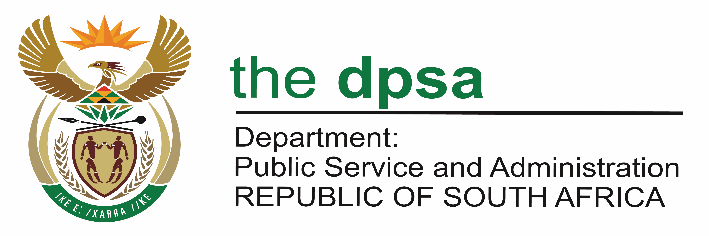 the dpsa
Department:
Public Service and Administration
REPUBLIC OF SOUTH AFRICA
!KE E: /XARRA //KE